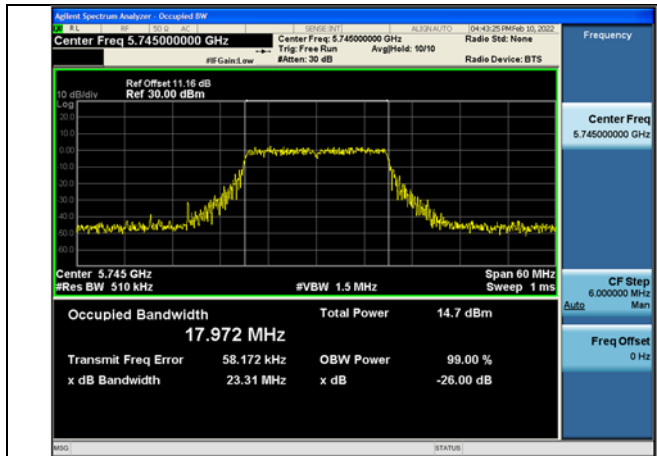 Agilent Spectrum Analyzer - Occupied BW
RL RF 50 Ω AC SENSE:INT ALIGN AUTO 04:43:25 PM Feb 10, 2022
Center Freq 5.745000000 GHz Center Freq: 5.745000000 GHz Radio Std: None Frequency
Trig: Free Run Avg|Hold: 10/10
#IFGain:Low #Atten: 30 dB Radio Device: BTS
Ref Offset 11.16 dB
10 dB/div Ref 30.00 dBm
Log
20.0
10.0
0.00
-10.0
-20.0
-30.0
-40.0
-50.0
-60.0
Center Freq
5.745000000 GHz
Center 5.745 GHz Span 60 MHz
#Res BW 510 kHz #VBW 1.5 MHz Sweep 1 ms
CF Step
6.000000 MHz
Auto Man
Occupied Bandwidth Total Power 14.7 dBm
17.972 MHz
Transmit Freq Error 58.172 kHz OBW Power 99.00 %
x dB Bandwidth 23.31 MHz x dB -26.00 dB
Freq Offset
0 Hz
MSG STATUS